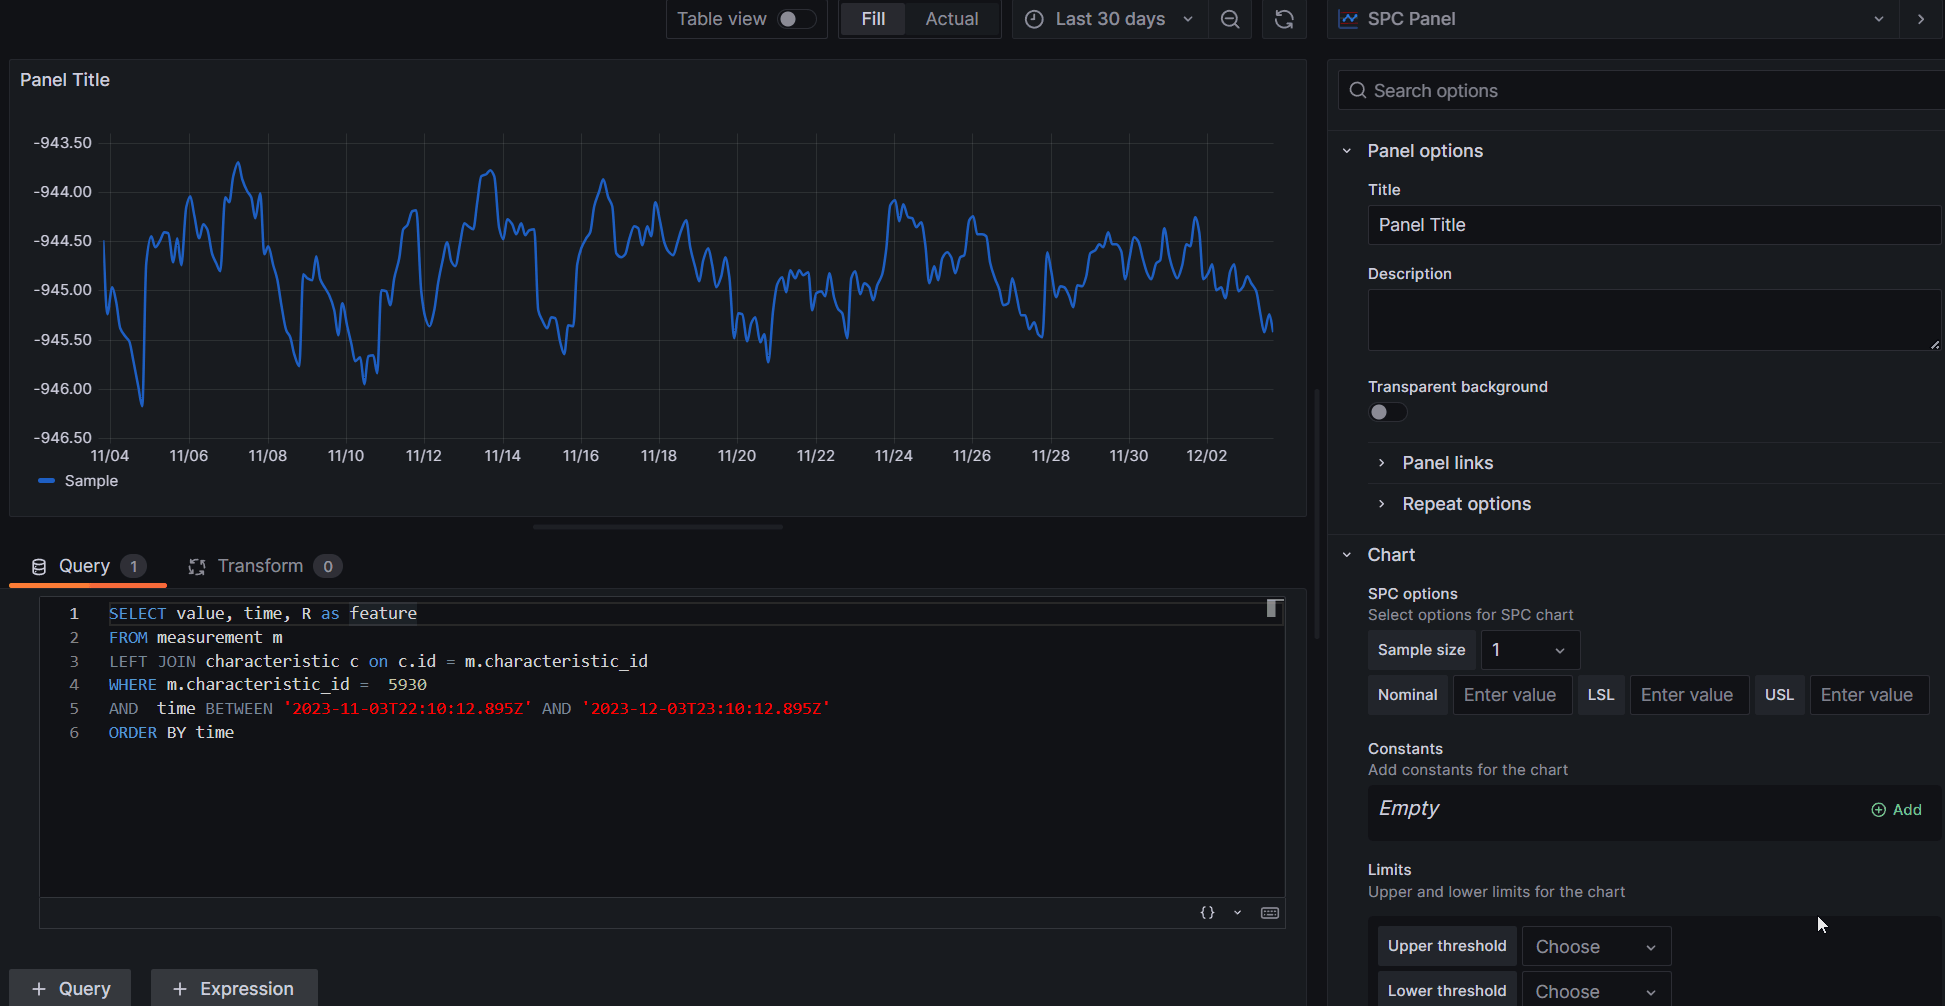 Table view
Fill
Actual
Last 30 days
SPC Panel
Panel Title
-943.50
-944.00
-944.50
-945.00
-945.50
-946.00
-946.50
11/04 11/06 11/08 11/10 11/12 11/14 11/16 11/18 11/20 11/22 11/24 11/26 11/28 11/30 12/02
Sample
Query 1
Transform 0
1 SELECT value, time, R as feature
2 FROM measurement m
3 LEFT JOIN characteristic c on c.id = m.characteristic_id
4 WHERE m.characteristic_id = 5930
5 AND time BETWEEN '2023-11-03T22:10:12.895Z' AND '2023-12-03T23:10:12.895Z'
6 ORDER BY time
{}
+ Query
+ Expression
Search options
Panel options
Title
Panel Title
Description
Transparent background
Panel links
Repeat options
Chart
SPC options
Select options for SPC chart
Sample size 1
Nominal Enter value LSL Enter value USL Enter value
Constants
Add constants for the chart
Empty
Add
Limits
Upper and lower limits for the chart
Upper threshold Choose
Lower threshold Choose